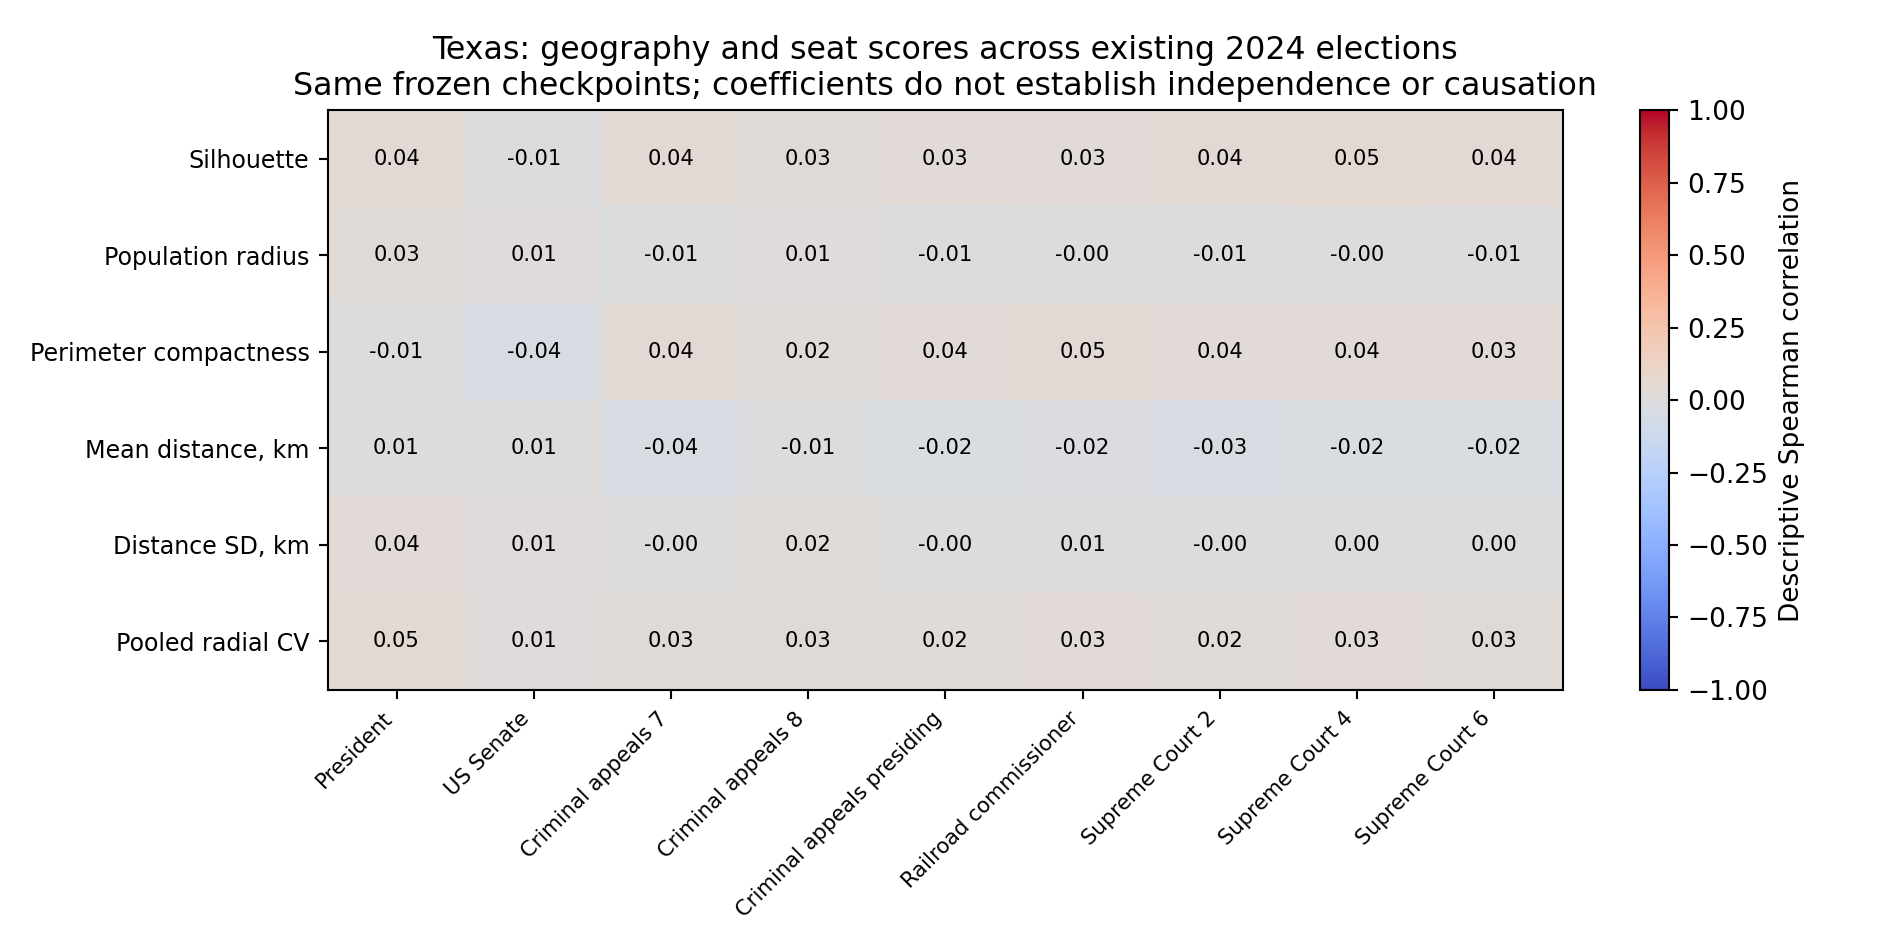 Texas: geography and seat scores across existing 2024 elections
Same frozen checkpoints; coefficients do not establish independence or causation
Silhouette 0.04 -0.01 0.04 0.03 0.03 0.03 0.04 0.05 0.04
Population radius 0.03 0.01 -0.01 0.01 -0.01 -0.00 -0.01 -0.00 -0.01
Perimeter compactness -0.01 -0.04 0.04 0.02 0.04 0.05 0.04 0.04 0.03
Mean distance, km 0.01 0.01 -0.04 -0.01 -0.02 -0.02 -0.03 -0.02 -0.02
Distance SD, km 0.04 0.01 -0.00 0.02 -0.00 0.01 -0.00 0.00 0.00
Pooled radial CV 0.05 0.01 0.03 0.03 0.02 0.03 0.02 0.03 0.03
President
US Senate
Criminal appeals 7
Criminal appeals 8
Criminal appeals presiding
Railroad commissioner
Supreme Court 2
Supreme Court 4
Supreme Court 6
1.00
0.75
0.50
0.25
0.00
−0.25
−0.50
−0.75
−1.00
Descriptive Spearman correlation